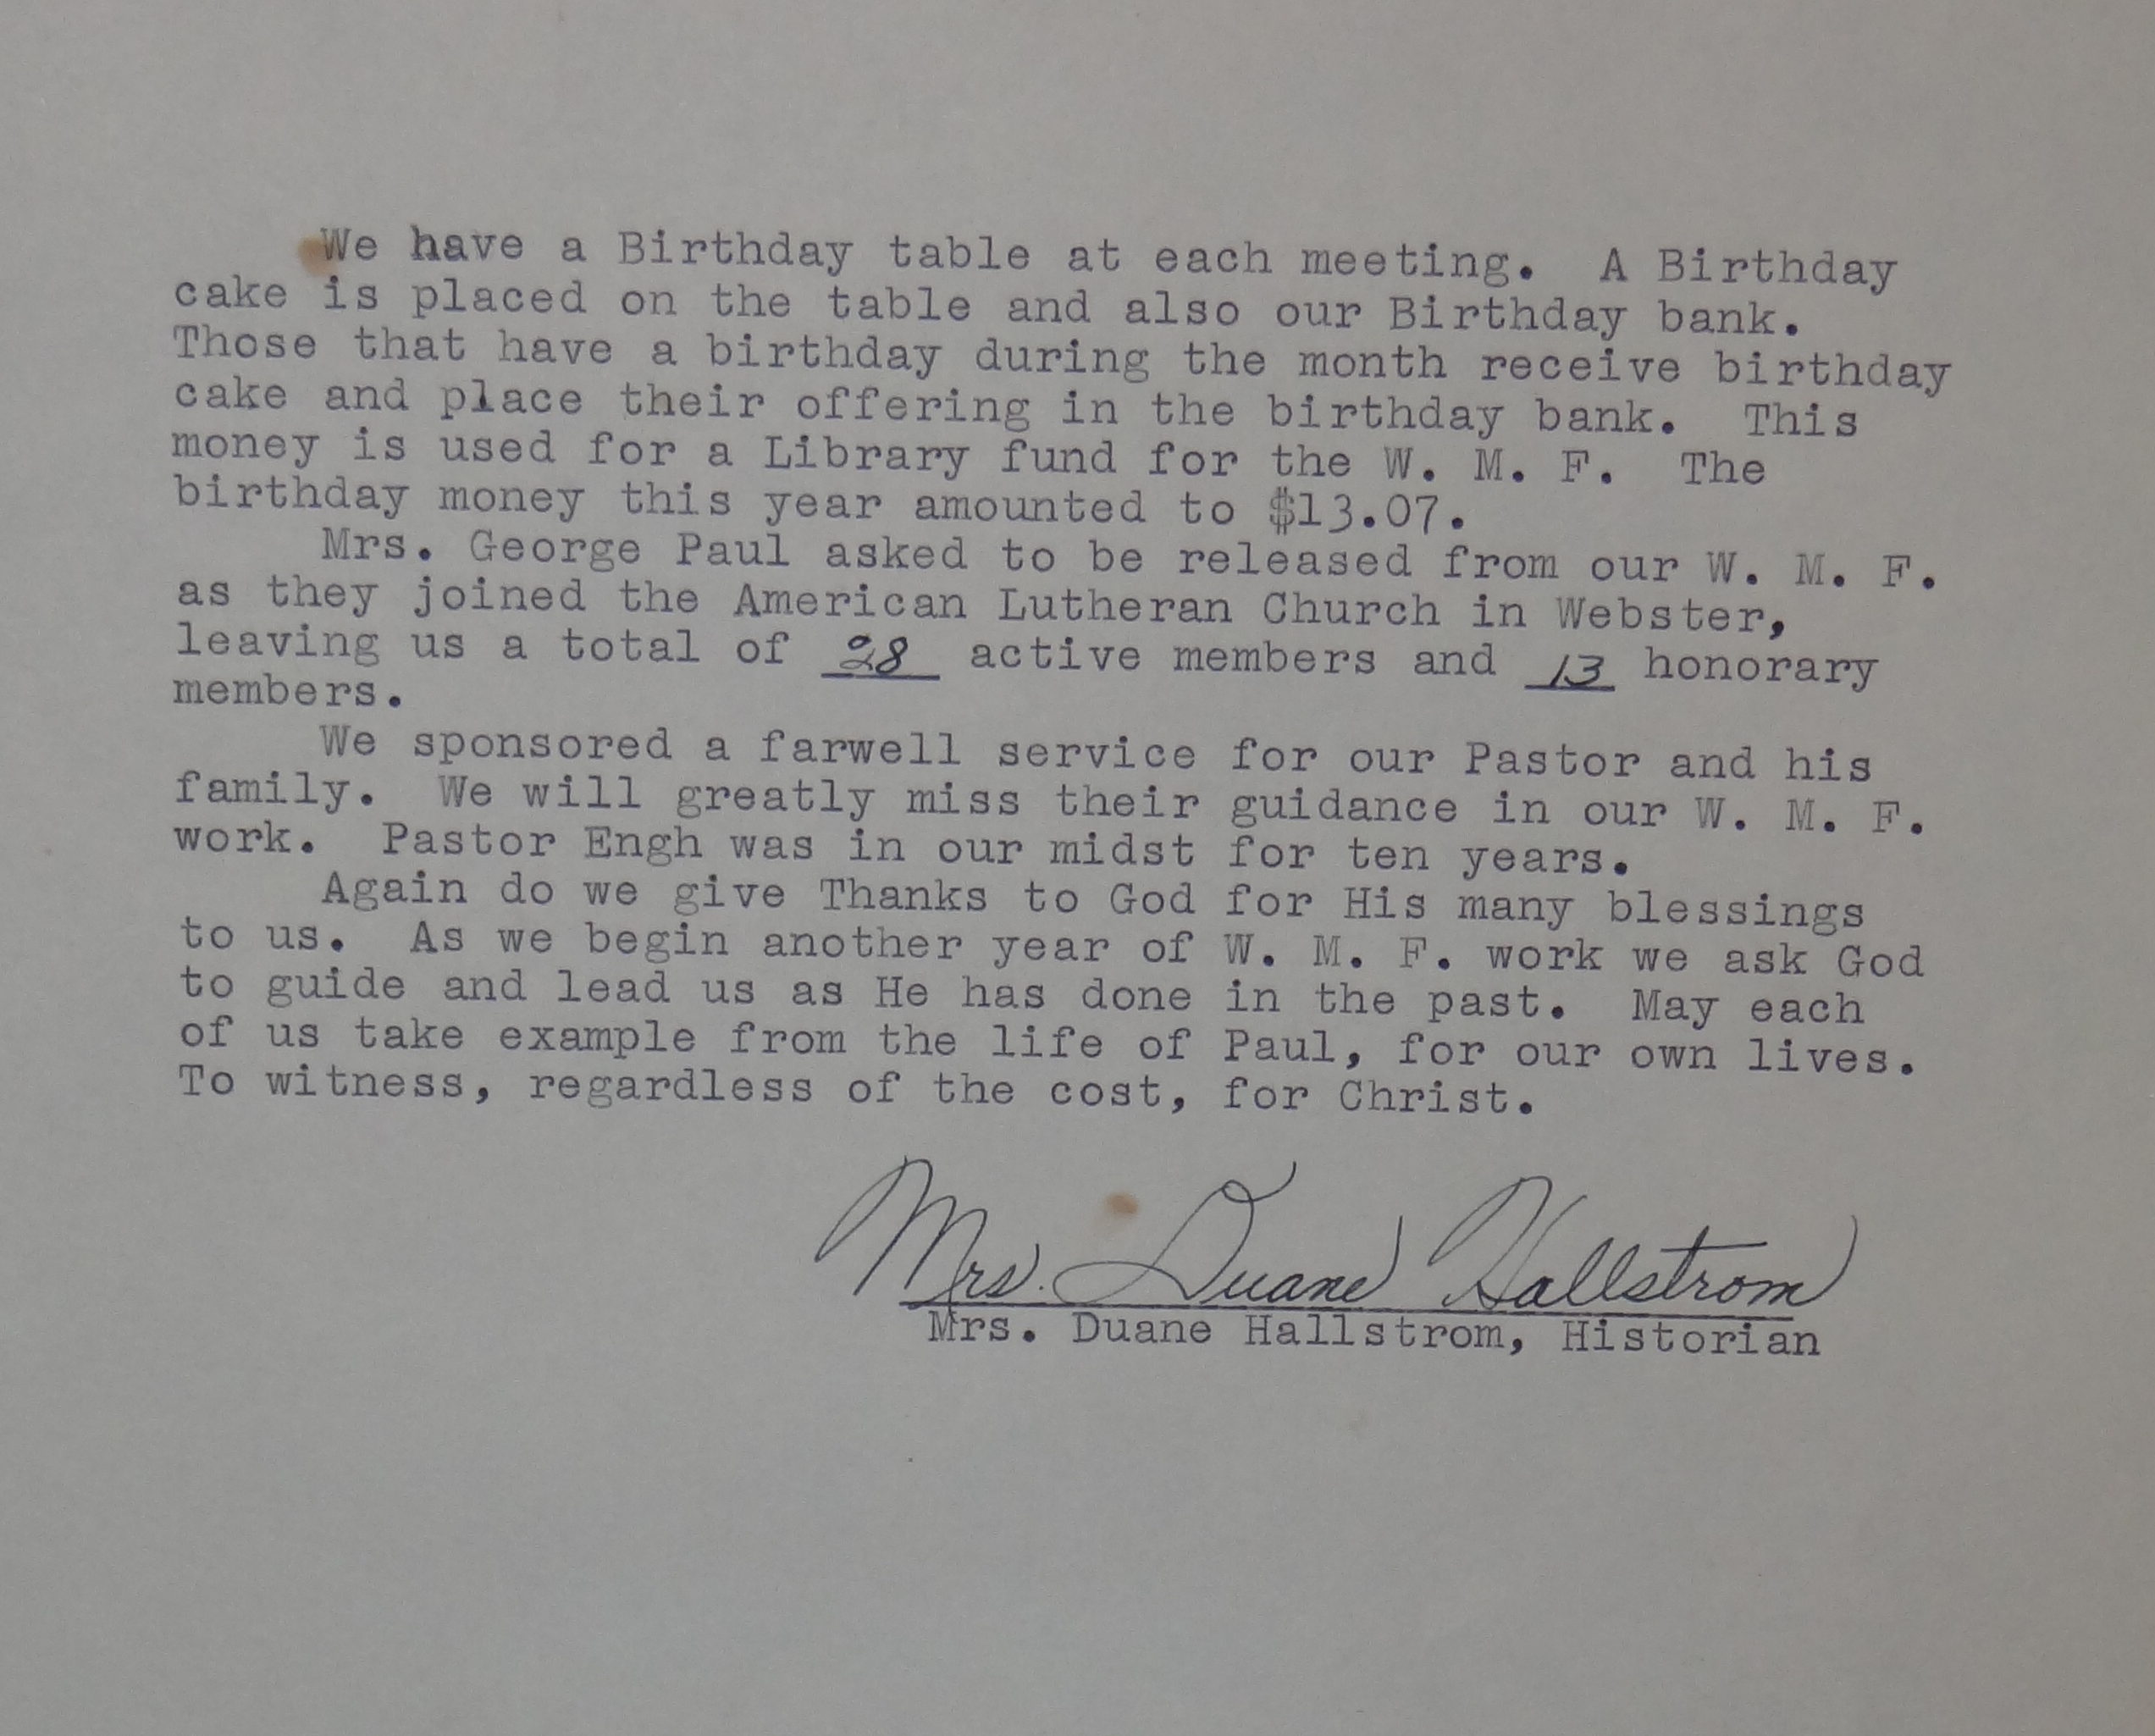 We have a Birthday table at each meeting. A Birthday
cake is placed on the table and also our Birthday bank.
Those that have a birthday during the month receive birthday
cake and place their offering in the birthday bank. This
money is used for a Library fund for the W. M. F. The
birthday money this year amounted to $13.07.
Mrs. George Paul asked to be released from our W. M. F.
as they joined the American Lutheran Church in Webster,
leaving us a total of 28 active members and 13 honorary
members.
We sponsored a farwell service for our Pastor and his
family. We will greatly miss their guidance in our W. M. F.
work. Pastor Engh was in our midst for ten years.
Again do we give Thanks to God for His many blessings
to us. As we begin another year of W. M. F. work we ask God
to guide and lead us as He has done in the past. May each
of us take example from the life of Paul, for our own lives.
To witness, regardless of the cost, for Christ.
Mrs. Duane Hallstrom
Mrs. Duane Hallstrom, Historian